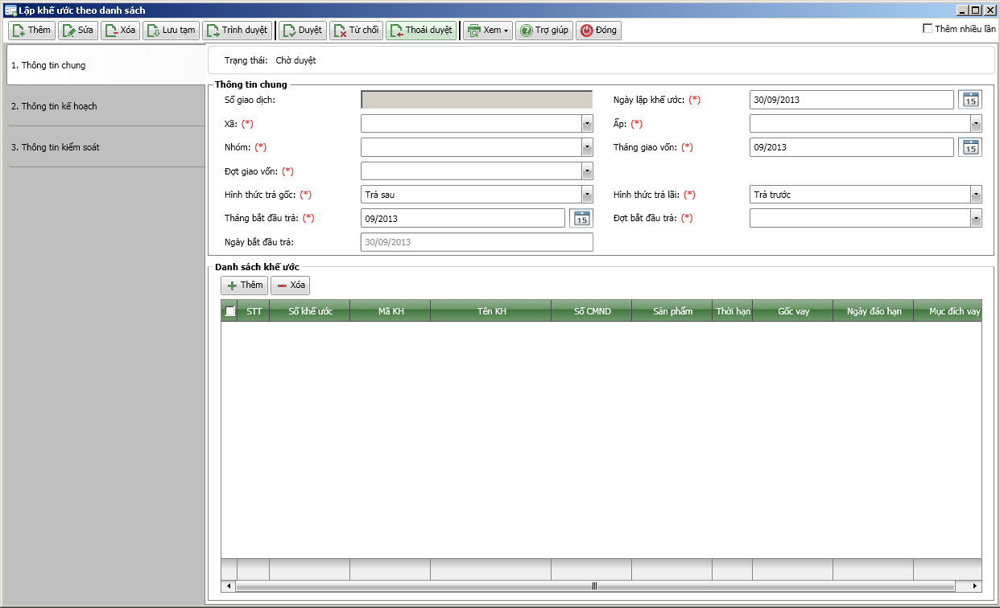 Lập khế ước theo danh sách
Thêm Sửa Xóa Lưu tạm Trình duyệt Duyệt Từ chối Thoái duyệt Xem Trợ giúp Đóng Thêm nhiều lần
1. Thông tin chung
2. Thông tin kế hoạch
3. Thông tin kiểm soát
Trạng thái: Chờ duyệt
Thông tin chung
Số giao dịch: Ngày lập khế ước: (*) 30/09/2013 15
Xã: (*) Ấp: (*)
Nhóm: (*) Tháng giao vốn: (*) 09/2013 15
Đợt giao vốn: (*)
Hình thức trả gốc: (*) Trả sau Hình thức trả lãi: (*) Trả trước
Tháng bắt đầu trả: (*) 09/2013 15 Đợt bắt đầu trả: (*)
Ngày bắt đầu trả: 30/09/2013
Danh sách khế ước
Thêm Xóa
STT Số khế ước Mã KH Tên KH Số CMND Sản phẩm Thời hạn Gốc vay Ngày đáo hạn Mục đích vay